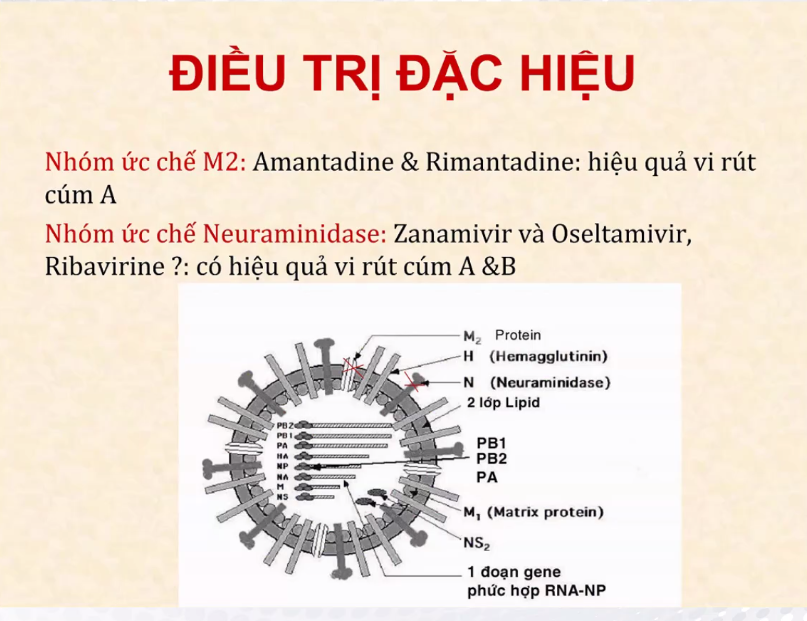 ĐIỀU TRỊ ĐẶC HIỆU
Nhóm ức chế M2: Amantadine & Rimantadine: hiệu quả vi rút
cúm A
Nhóm ức chế Neuraminidase: Zanamivir và Oseltamivir,
Ribavirine ?: có hiệu quả vi rút cúm A &B
M2 Protein
H (Hemagglutinin)
N (Neuraminidase)
2 lớp Lipid
PB2
PB1
PA
HA
NP
NA
M
NS
PB1
PB2
PA
M1 (Matrix protein)
NS2
1 đoạn gene
phức hợp RNA-NP